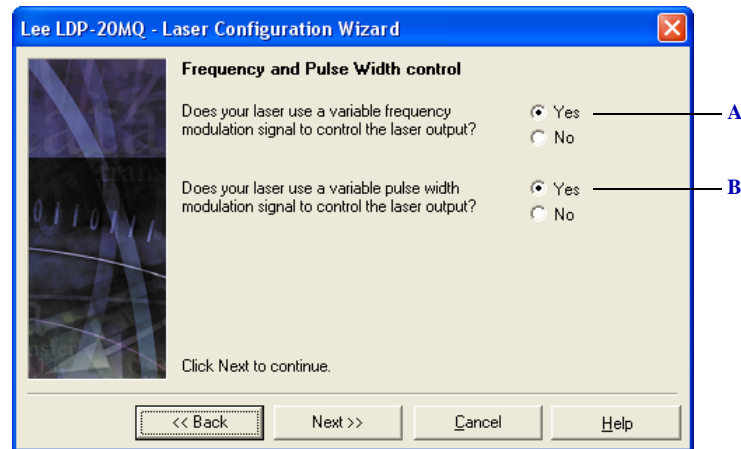 Lee LDP-20MQ - Laser Configuration Wizard
Frequency and Pulse Width control
Does your laser use a variable frequency
modulation signal to control the laser output?
Yes
No
A
Does your laser use a variable pulse width
modulation signal to control the laser output?
Yes
No
B
Click Next to continue.
<< Back
Next >>
Cancel
Help